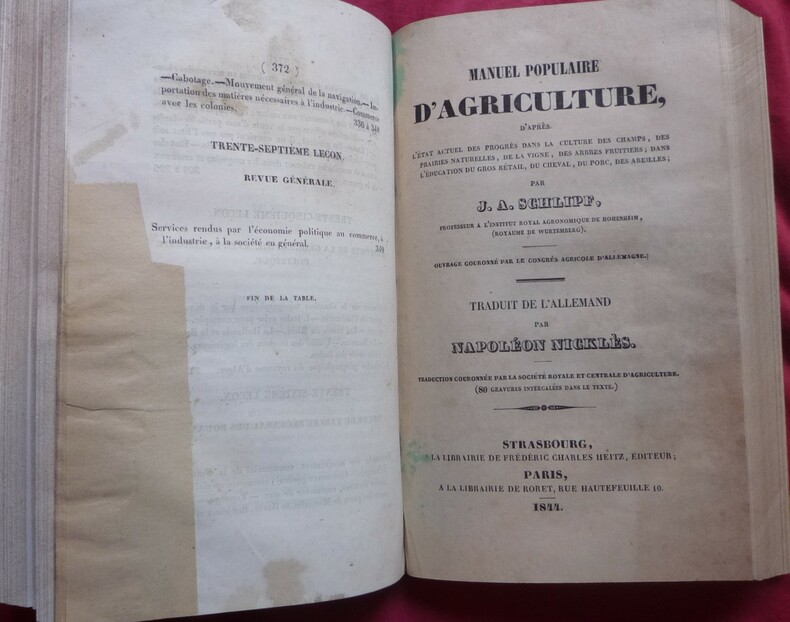 ( 372 )
—Cabotage.—Mouvement général de la navigation.—Im-
portation des matières nécessaires à l'industrie.—Commerce
avec les colonies.
330 à 349
TRENTE-SEPTIÈME LEÇON.
REVUE GÉNÉRALE.
Services rendus par l'économie politique au commerce, à
l'industrie, à la société en général. 349
FIN DE LA TABLE.
MANUEL POPULAIRE
D'AGRICULTURE,
D'APRÈS
L'ÉTAT ACTUEL DES PROGRÈS DANS LA CULTURE DES CHAMPS, DES
PRAIRIES NATURELLES, DE LA VIGNE, DES ARBRES FRUITIERS; DANS
L'ÉDUCATION DU GROS BÉTAIL, DU CHEVAL, DU PORC, DES ABEILLES;
PAR
J. A. SCHLIPF,
PROFESSEUR A L'INSTITUT ROYAL AGRONOMIQUE DE HOHENHEIM,
(ROYAUME DE WURTEMBERG).
OUVRAGE COURONNÉ PAR LE CONGRÈS AGRICOLE D'ALLEMAGNE.
TRADUIT DE L'ALLEMAND
PAR
NAPOLÉON NICKLÈS.
TRADUCTION COURONNÉE PAR LA SOCIÉTÉ ROYALE ET CENTRALE D'AGRICULTURE.
(80 GRAVURES INTERCALÉES DANS LE TEXTE.)
STRASBOURG,
A LA LIBRAIRIE DE FRÉDÉRIC CHARLES HEITZ, ÉDITEUR;
PARIS,
A LA LIBRAIRIE DE RORET, RUE HAUTEFEUILLE 10.
1844.